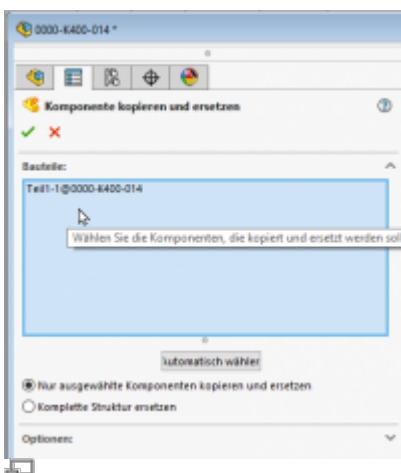 0000-K400-014 *
Komponente kopieren und ersetzen
Bauteile:
Teil1-1@0000-K400-014
Wählen Sie die Komponenten, die kopiert und ersetzt werden sol
utomatisch wähler
Nur ausgewählte Komponenten kopieren und ersetzen
Komplette Struktur ersetzen
Optionen: